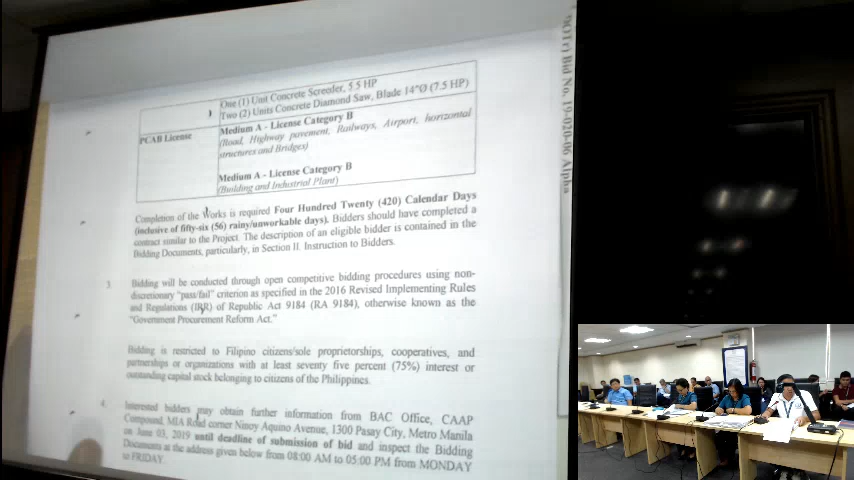 One (1) Unit Concrete Screeder, 5.5 HP
Two (2) Units Concrete Diamond Saw, Blade 14"Ø (7.5 HP)
PCAB License
Medium A - License Category B
(Road, Highway pavement, Railways, Airport, horizontal
structures and Bridges)
Medium A - License Category B
(Building and Industrial Plant)
Completion of the Works is required Four Hundred Twenty (420) Calendar Days
(inclusive of fifty-six (56) rainy/unworkable days). Bidders should have completed a
contract similar to the Project. The description of an eligible bidder is contained in the
Bidding Documents, particularly, in Section II. Instruction to Bidders.
3. Bidding will be conducted through open competitive bidding procedures using non-
discretionary "pass/fail" criterion as specified in the 2016 Revised Implementing Rules
and Regulations (IRR) of Republic Act 9184 (RA 9184), otherwise known as the
"Government Procurement Reform Act."
Bidding is restricted to Filipino citizens/sole proprietorships, cooperatives, and
partnerships or organizations with at least seventy five percent (75%) interest or
outstanding capital stock belonging to citizens of the Philippines.
4. Interested bidders may obtain further information from BAC Office, CAAP
Compound, MIA Road corner Ninoy Aquino Avenue, 1300 Pasay City, Metro Manila
on June 03, 2019 until deadline of submission of bid and inspect the Bidding
Documents at the address given below from 08:00 AM to 05:00 PM from MONDAY
to FRIDAY.
Bid No. 19-020-06 Alpha